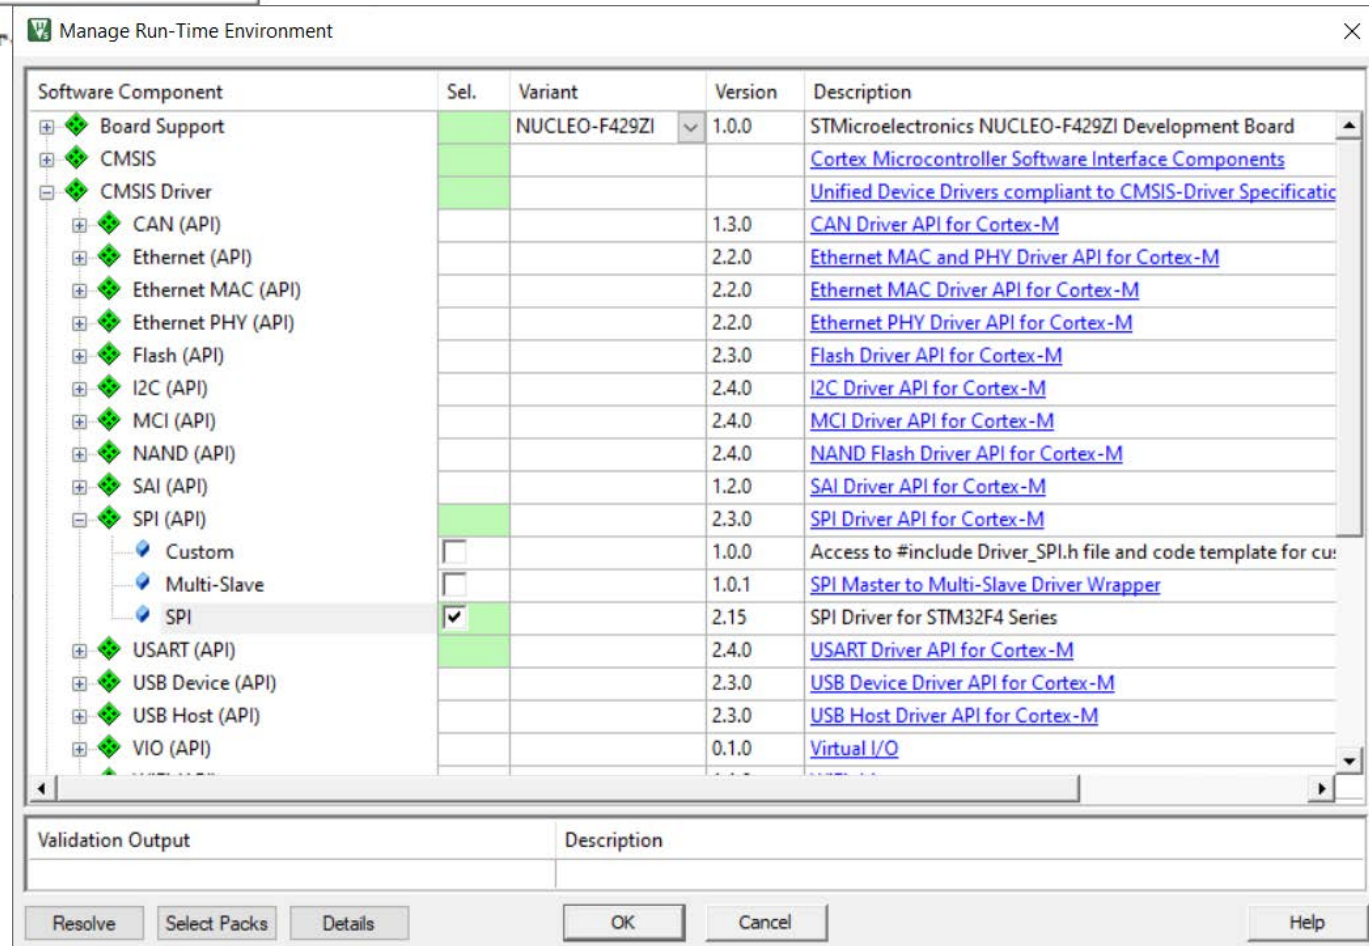 Manage Run-Time Environment
Software Component Sel. Variant Version Description
Board Support NUCLEO-F429ZI 1.0.0 STMicroelectronics NUCLEO-F429ZI Development Board
CMSIS Cortex Microcontroller Software Interface Components
CMSIS Driver Unified Device Drivers compliant to CMSIS-Driver Specificatic
CAN (API) 1.3.0 CAN Driver API for Cortex-M
Ethernet (API) 2.2.0 Ethernet MAC and PHY Driver API for Cortex-M
Ethernet MAC (API) 2.2.0 Ethernet MAC Driver API for Cortex-M
Ethernet PHY (API) 2.2.0 Ethernet PHY Driver API for Cortex-M
Flash (API) 2.3.0 Flash Driver API for Cortex-M
I2C (API) 2.4.0 I2C Driver API for Cortex-M
MCI (API) 2.4.0 MCI Driver API for Cortex-M
NAND (API) 2.4.0 NAND Flash Driver API for Cortex-M
SAI (API) 1.2.0 SAI Driver API for Cortex-M
SPI (API) 2.3.0 SPI Driver API for Cortex-M
Custom 1.0.0 Access to #include Driver_SPI.h file and code template for cus
Multi-Slave 1.0.1 SPI Master to Multi-Slave Driver Wrapper
SPI 2.15 SPI Driver for STM32F4 Series
USART (API) 2.4.0 USART Driver API for Cortex-M
USB Device (API) 2.3.0 USB Device Driver API for Cortex-M
USB Host (API) 2.3.0 USB Host Driver API for Cortex-M
VIO (API) 0.1.0 Virtual I/O
Validation Output Description
Resolve Select Packs Details OK Cancel Help